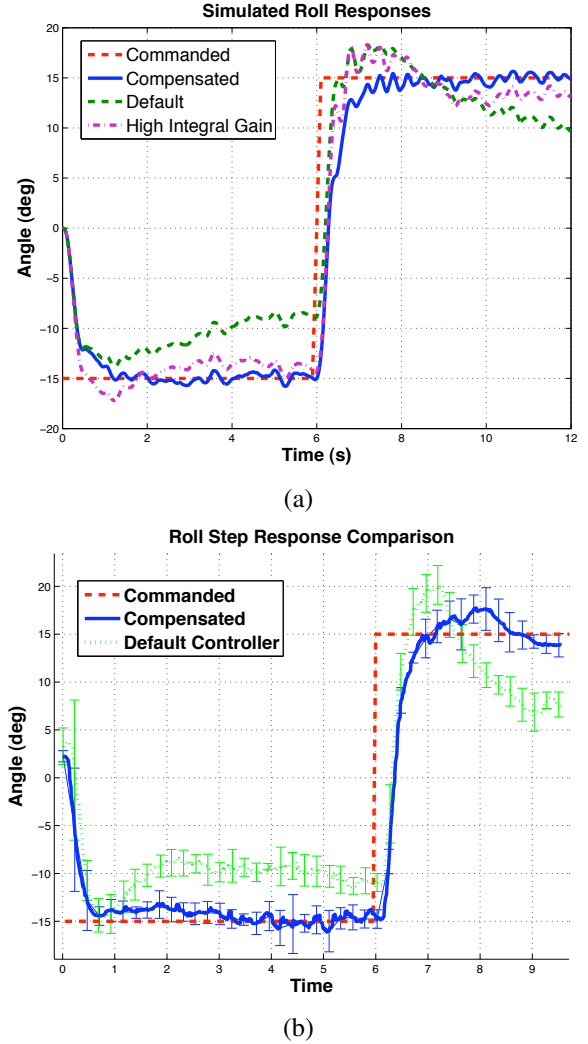 Simulated Roll Responses
20
15
10
5
0
−5
−10
−15
−20
Angle (deg)
Commanded
Compensated
Default
High Integral Gain
0 2 4 6 8 10 12
Time (s)
(a)
Roll Step Response Comparison
20
15
10
5
0
−5
−10
−15
Angle (deg)
Commanded
Compensated
Default Controller
0 1 2 3 4 5 6 7 8 9
Time
(b)